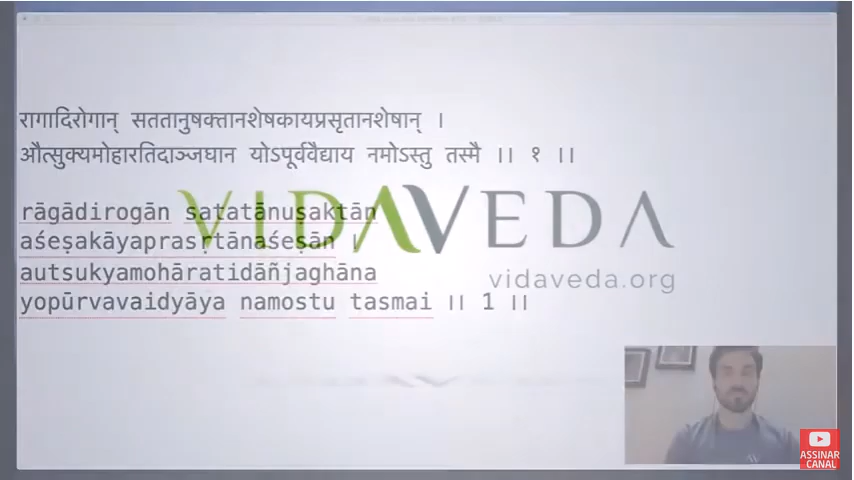 रागादिरोगान् सततानुषक्तानशेषकायप्रसृतानशेषान् ।
औत्सुक्यमोहारतिदाञ्जघान योऽपूर्ववैद्याय नमोऽस्तु तस्मै ।। १ ।।
rāgādirogān satatānuṣaktān
aśeṣakāyaprasṛtānaśeṣān ।
autsukyamohāratidāñjaghāna
yopūrvavaidyāya namostu tasmai ।। 1 ।।
VIDAVEDA
vidaveda.org
ASSINAR
CANAL